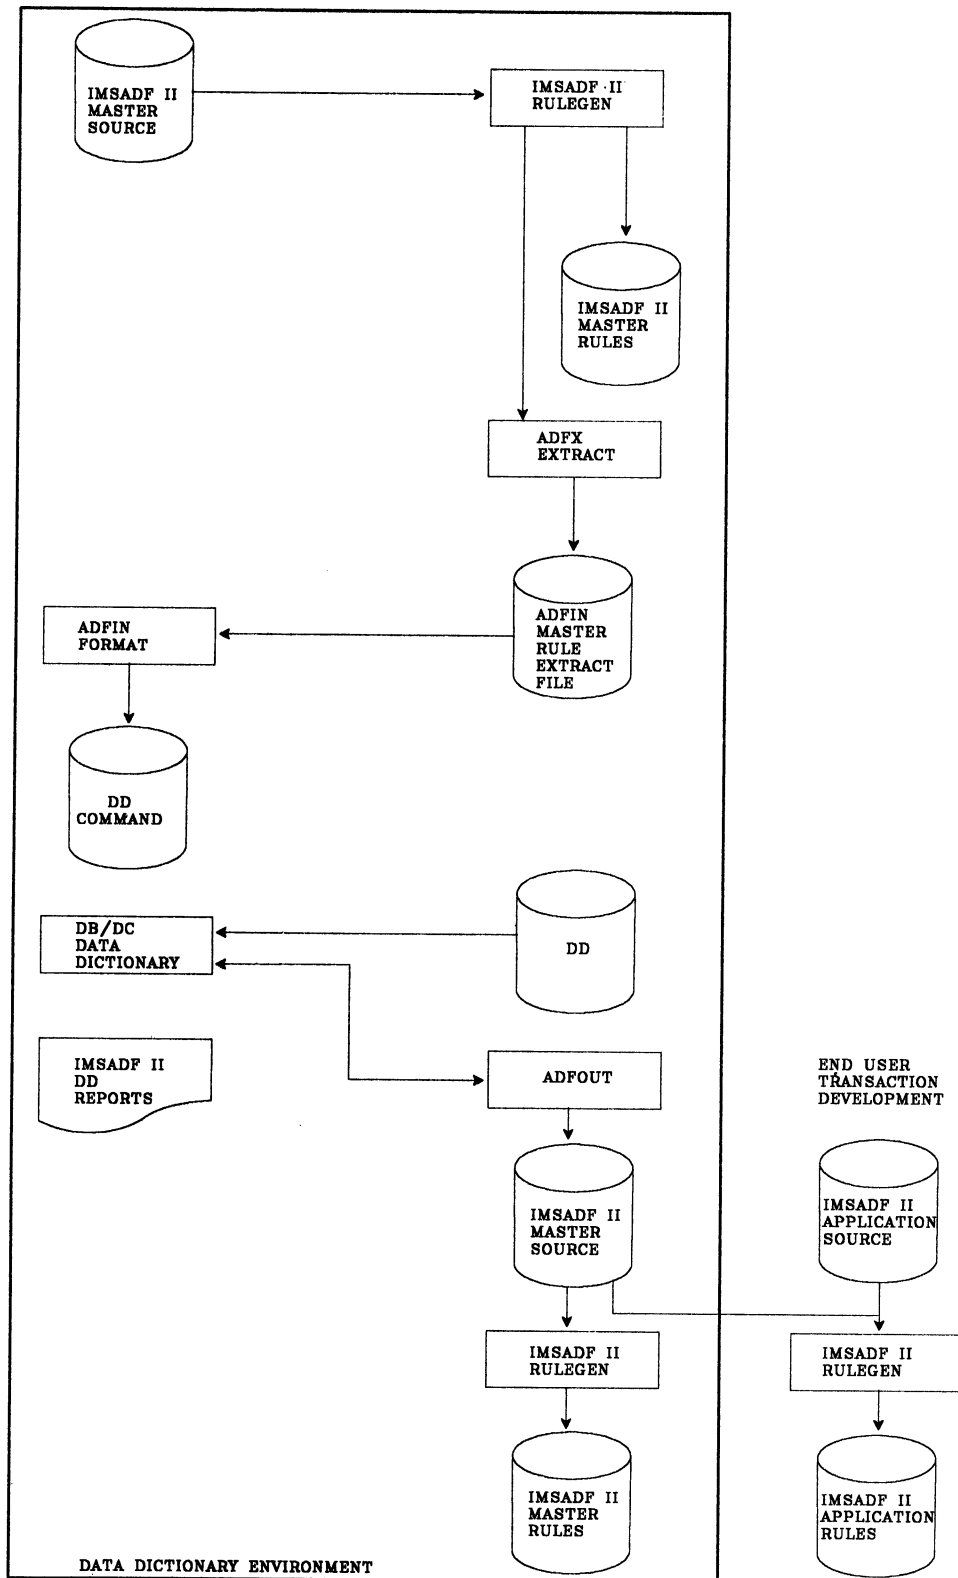 IMSADF II
MASTER
SOURCE
IMSADF II
RULEGEN
IMSADF II
MASTER
RULES
ADFX
EXTRACT
ADFIN
MASTER
RULE
EXTRACT
FILE
ADFIN
FORMAT
DD
COMMAND
DB/DC
DATA
DICTIONARY
DD
IMSADF II
DD
REPORTS
ADFOUT
END USER
TRANSACTION
DEVELOPMENT
IMSADF II
MASTER
SOURCE
IMSADF II
APPLICATION
SOURCE
IMSADF II
RULEGEN
IMSADF II
RULEGEN
IMSADF II
MASTER
RULES
IMSADF II
APPLICATION
RULES
DATA DICTIONARY ENVIRONMENT